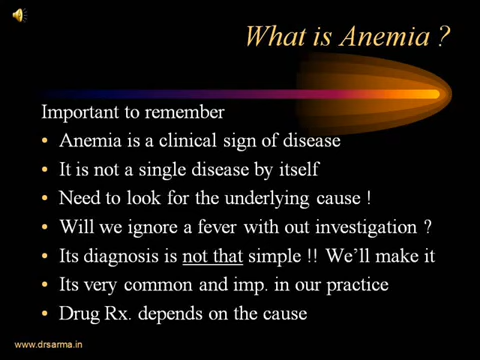 What is Anemia ?
Important to remember
• Anemia is a clinical sign of disease
• It is not a single disease by itself
• Need to look for the underlying cause !
• Will we ignore a fever with out investigation ?
• Its diagnosis is not that simple !! We'll make it
• Its very common and imp. in our practice
• Drug Rx. depends on the cause
www.drsarma.in